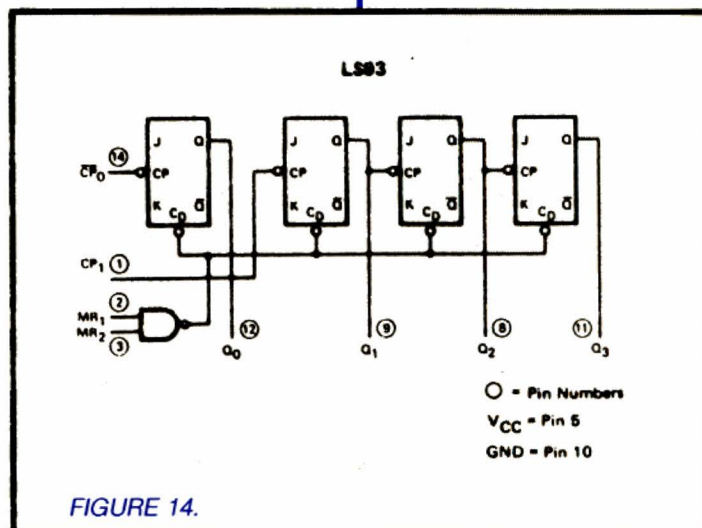 LS93
J Q
J Q
J Q
J Q
14
CP0
CP
CP
CP
CP
K CD Q̅
K CD Q̅
K CD Q̅
K CD Q̅
CP1 1
MR1 2
MR2 3
12
9
8
11
Q0
Q1
Q2
Q3
= Pin Numbers
VCC = Pin 5
GND = Pin 10
FIGURE 14.